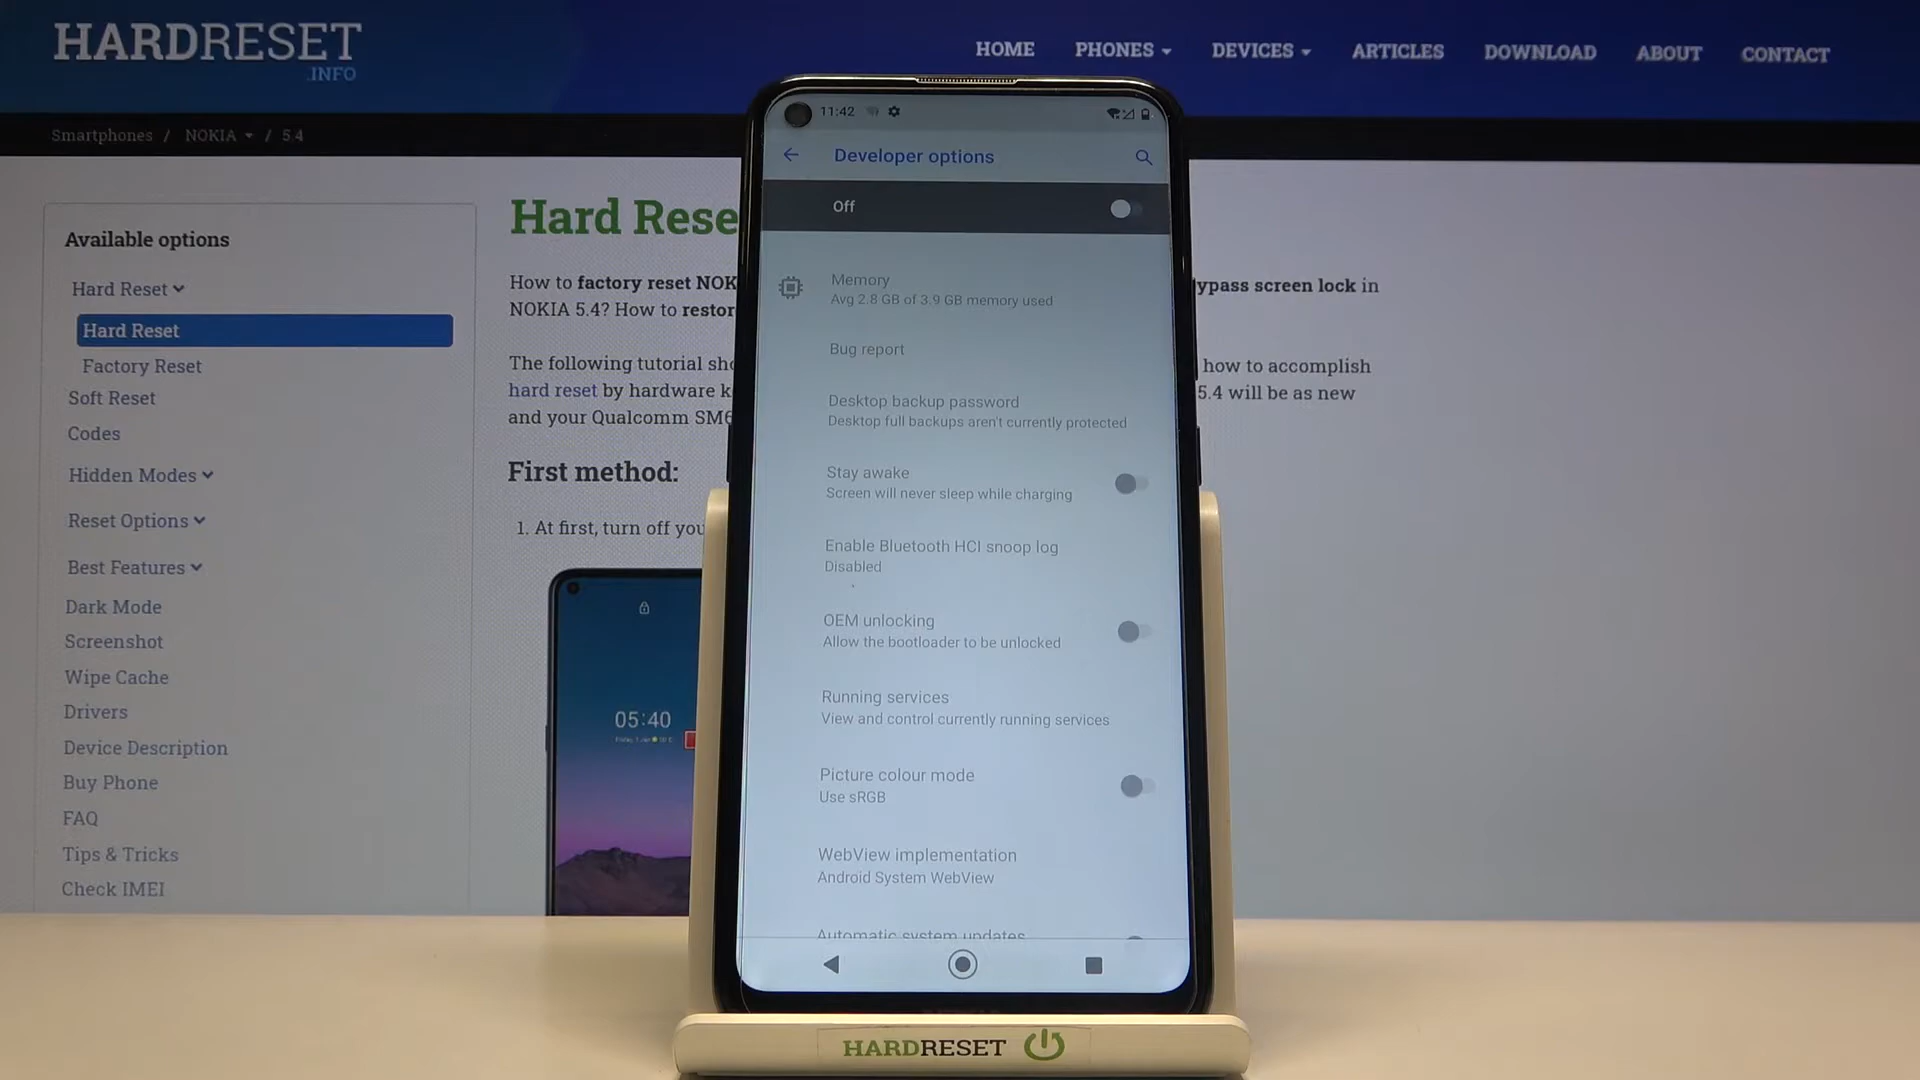 HARDRESET
.INFO
HOME PHONES DEVICES ARTICLES DOWNLOAD ABOUT CONTACT
Smartphones / NOKIA / 5.4
Available options
Hard Reset
Hard Reset
Factory Reset
Soft Reset
Codes
Hidden Modes
Reset Options
Best Features
Dark Mode
Screenshot
Wipe Cache
Drivers
Device Description
Buy Phone
FAQ
Tips & Tricks
Check IMEI
Hard Rese
How to factory reset NOK
ypass screen lock in
NOKIA 5.4? How to restor
The following tutorial sho
how to accomplish
hard reset by hardware k
5.4 will be as new
and your Qualcomm SM6
First method:
1. At first, turn off you
05:40
11:42
Developer options
Off
Memory
Avg 2.8 GB of 3.9 GB memory used
Bug report
Desktop backup password
Desktop full backups aren't currently protected
Stay awake
Screen will never sleep while charging
Enable Bluetooth HCI snoop log
Disabled
OEM unlocking
Allow the bootloader to be unlocked
Running services
View and control currently running services
Picture colour mode
Use sRGB
WebView implementation
Android System WebView
Automatic system updates
HARDRESET